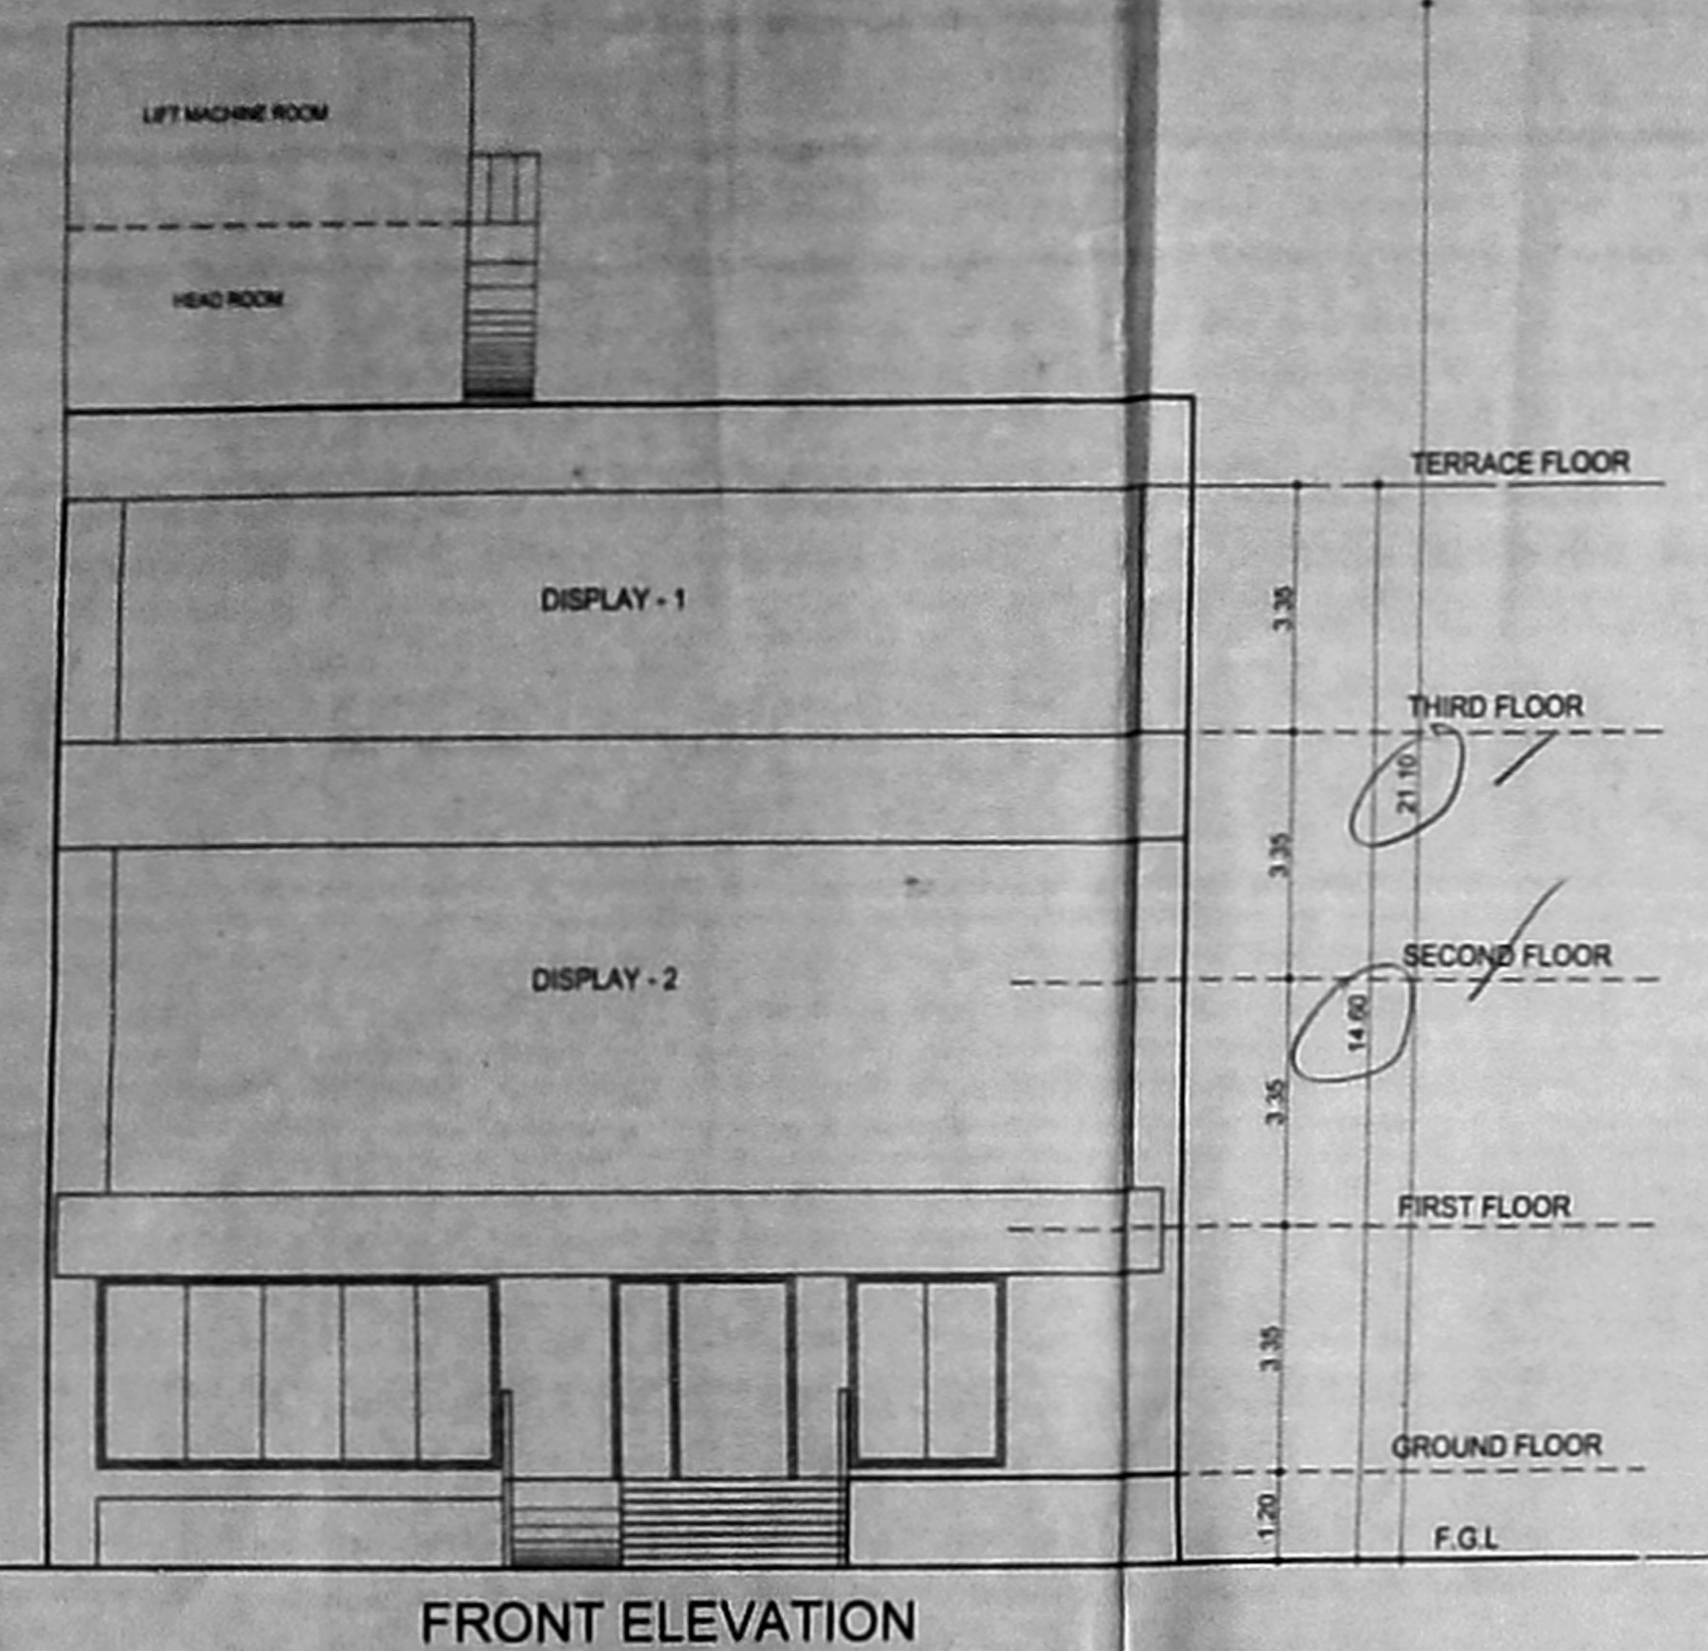 LIFT MACHINE ROOM
HEAD ROOM
TERRACE FLOOR
DISPLAY - 1
3.35
THIRD FLOOR
21.10
3.35
SECOND FLOOR
DISPLAY - 2
14.60
3.35
FIRST FLOOR
3.35
GROUND FLOOR
1.20
F.G.L
FRONT ELEVATION